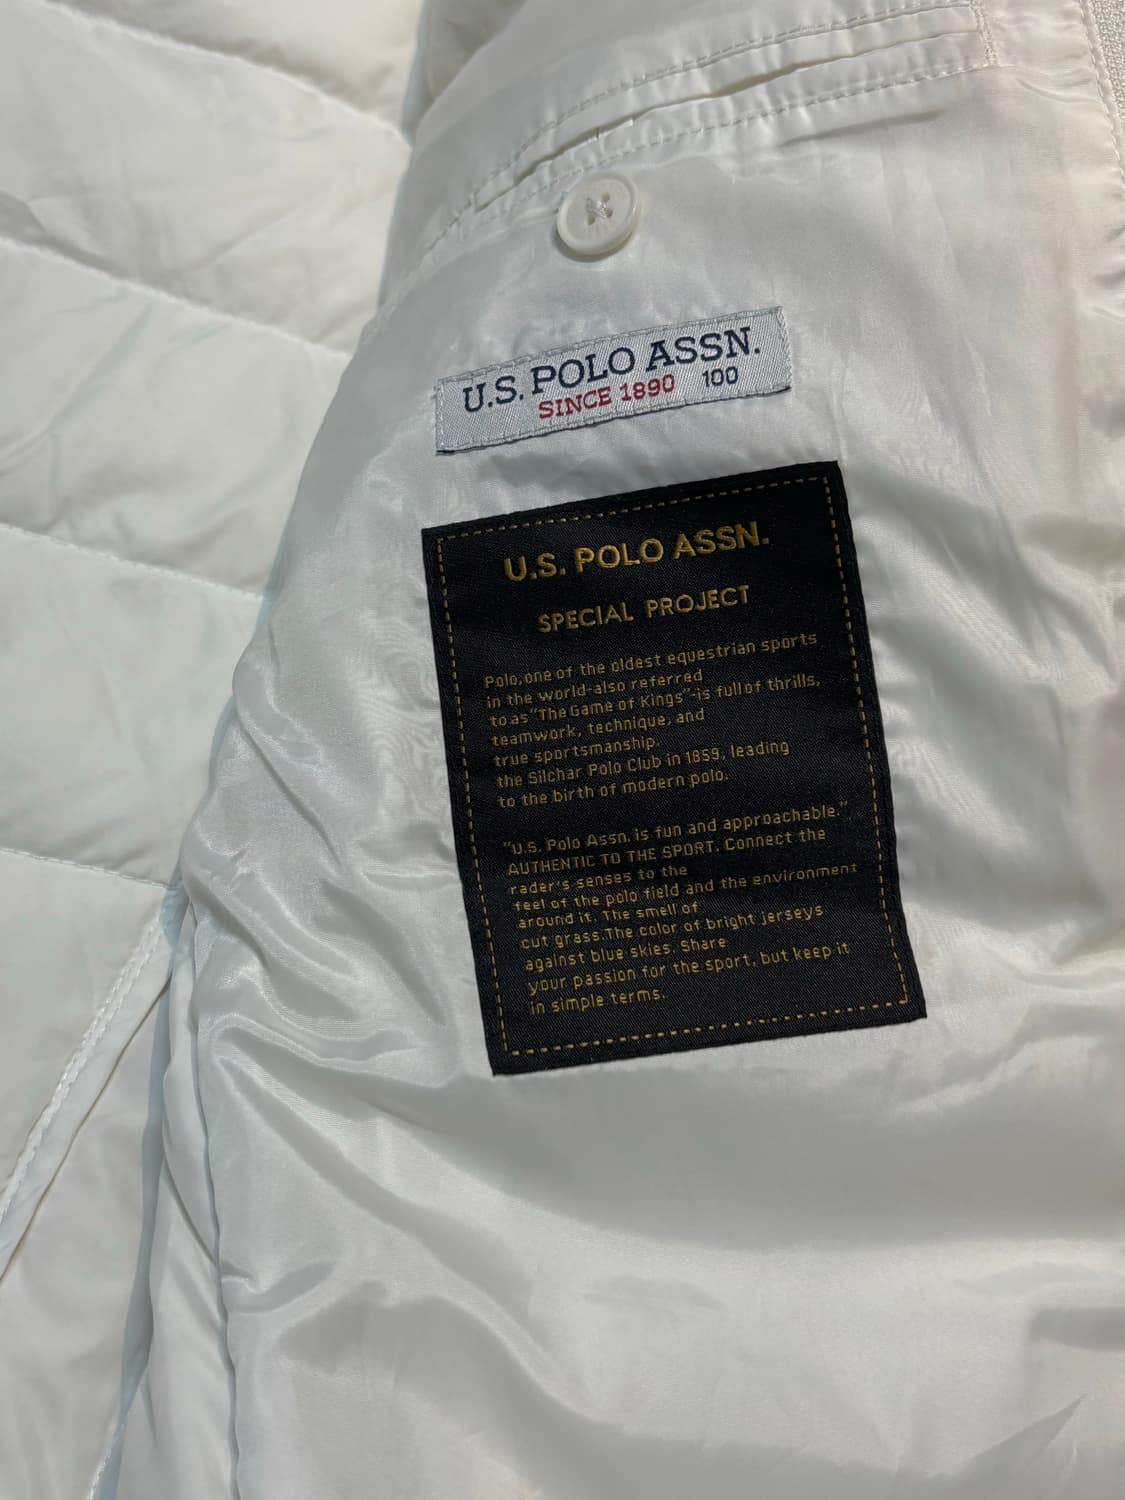 U.S. POLO ASSN.
SINCE 1890 100
U.S. POLO ASSN.
SPECIAL PROJECT
Polo,one of the oldest equestrian sports
in the world-also referred
to as "The Game of Kings"-is full of thrills,
teamwork, technique, and
true sportsmanship.
the Silchar Polo Club in 1859, leading
to the birth of modern polo.
"U.S. Polo Assn. is fun and approachable."
AUTHENTIC TO THE SPORT. Connect the
rader's senses to the
feel of the polo field and the environment
around it. The smell of
cut grass.The color of bright jerseys
against blue skies. Share
your passion for the sport, but keep it
in simple terms.